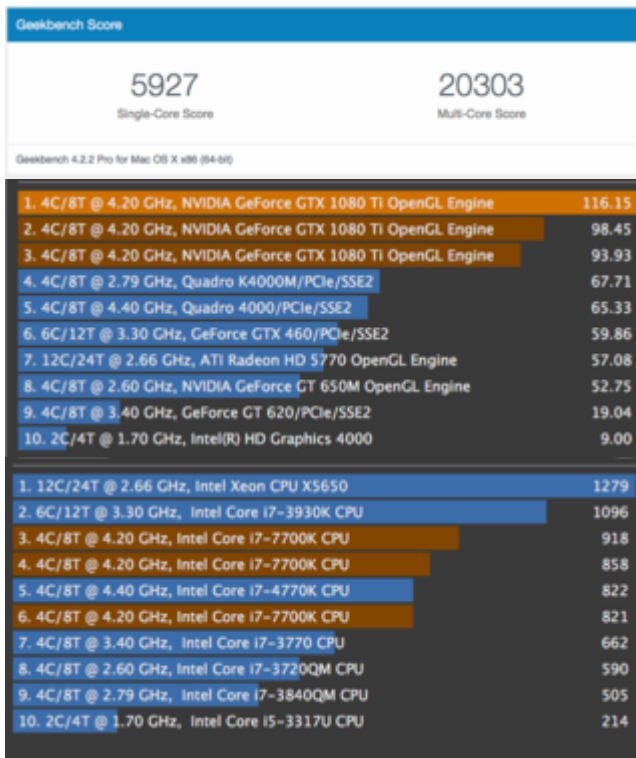 Geekbench Score
5927 20303
Single-Core Score Multi-Core Score
Geekbench 4.2.2 Pro for Mac OS X x86 (64-bit)
1. 4C/8T @ 4.20 GHz, NVIDIA GeForce GTX 1080 Ti OpenGL Engine 116.15
2. 4C/8T @ 4.20 GHz, NVIDIA GeForce GTX 1080 Ti OpenGL Engine 98.45
3. 4C/8T @ 4.20 GHz, NVIDIA GeForce GTX 1080 Ti OpenGL Engine 93.93
4. 4C/8T @ 2.79 GHz, Quadro K4000M/PCIe/SSE2 67.71
5. 4C/8T @ 4.40 GHz, Quadro 4000/PCIe/SSE2 65.33
6. 6C/12T @ 3.30 GHz, GeForce GTX 460/PCIe/SSE2 59.86
7. 12C/24T @ 2.66 GHz, ATI Radeon HD 5770 OpenGL Engine 57.08
8. 4C/8T @ 2.60 GHz, NVIDIA GeForce GT 650M OpenGL Engine 52.75
9. 4C/8T @ 3.40 GHz, GeForce GT 620/PCIe/SSE2 19.04
10. 2C/4T @ 1.70 GHz, Intel(R) HD Graphics 4000 9.00
1. 12C/24T @ 2.66 GHz, Intel Xeon CPU X5650 1279
2. 6C/12T @ 3.30 GHz, Intel Core i7-3930K CPU 1096
3. 4C/8T @ 4.20 GHz, Intel Core i7-7700K CPU 918
4. 4C/8T @ 4.20 GHz, Intel Core i7-7700K CPU 858
5. 4C/8T @ 4.40 GHz, Intel Core i7-4770K CPU 822
6. 4C/8T @ 4.20 GHz, Intel Core i7-7700K CPU 821
7. 4C/8T @ 3.40 GHz, Intel Core i7-3770 CPU 662
8. 4C/8T @ 2.60 GHz, Intel Core i7-3720QM CPU 590
9. 4C/8T @ 2.79 GHz, Intel Core i7-3840QM CPU 505
10. 2C/4T @ 1.70 GHz, Intel Core i5-3317U CPU 214